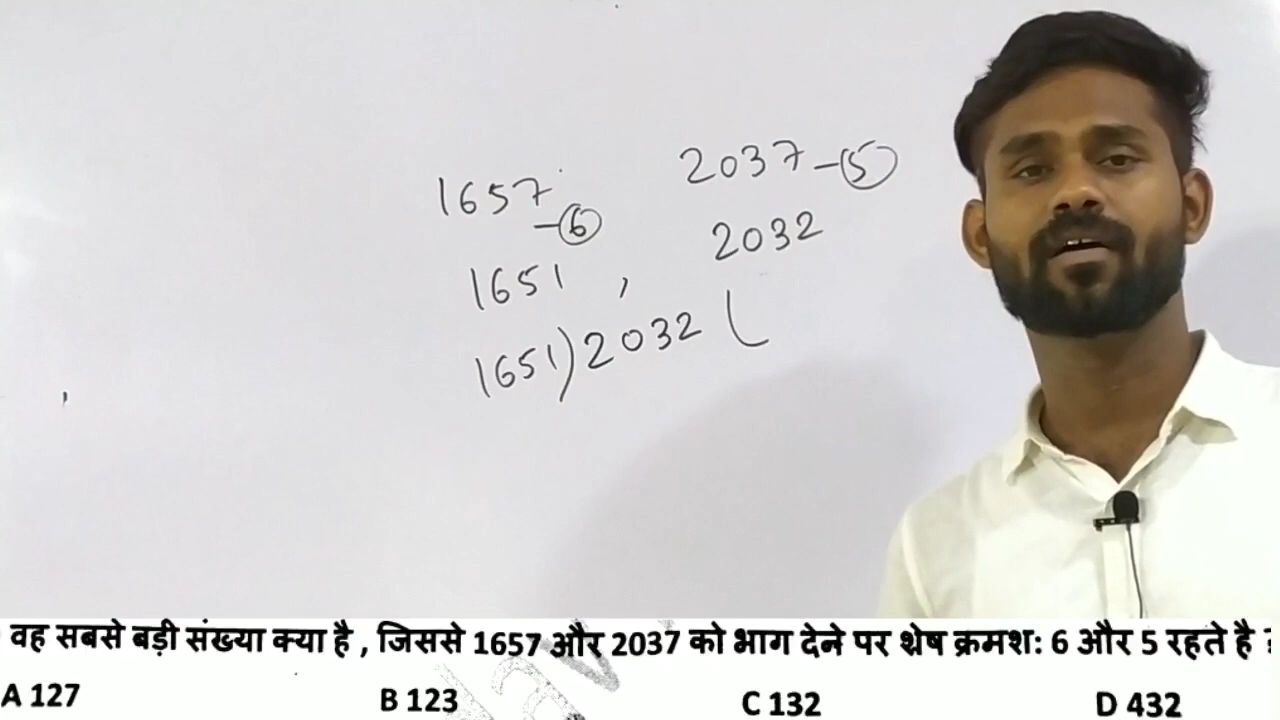 1657 2037 -5
-6
1651 , 2032
1651)2032(
वह सबसे बड़ी संख्या क्या है , जिससे 1657 और 2037 को भाग देने पर शेष क्रमश: 6 और 5 रहते है ?
A 127 B 123 C 132 D 432